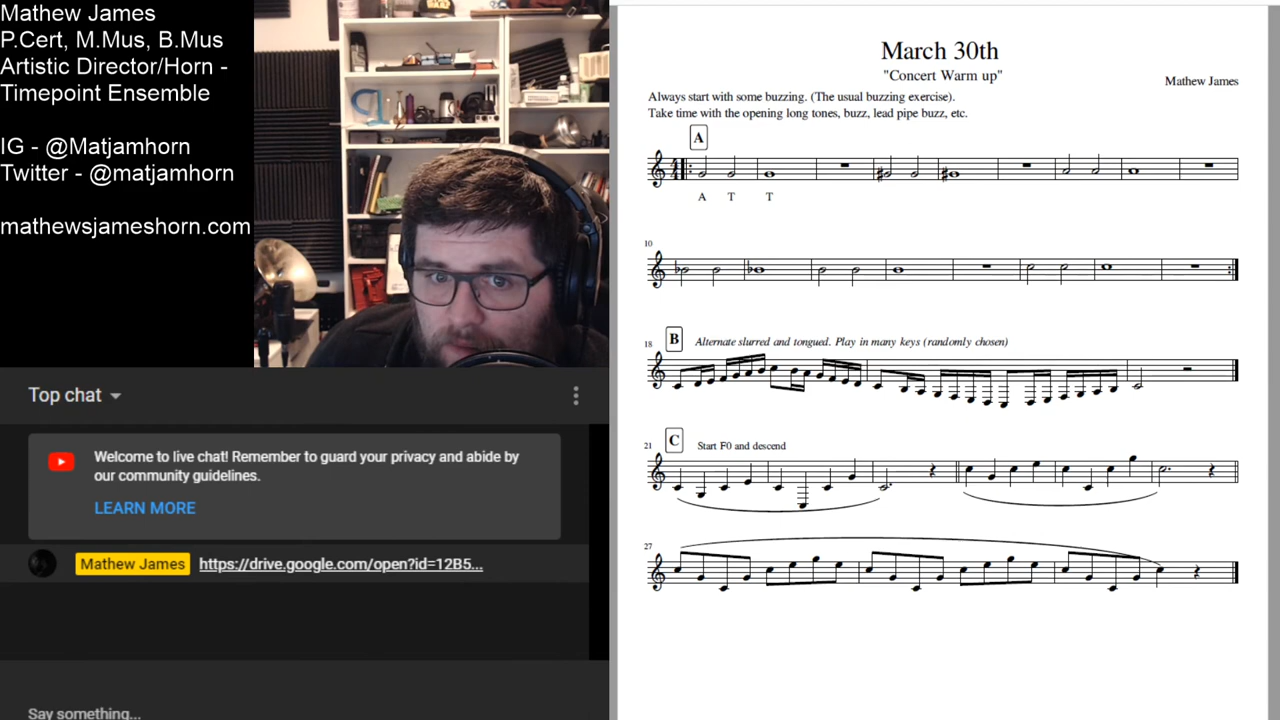 Mathew James
P.Cert, M.Mus, B.Mus
Artistic Director/Horn -
Timepoint Ensemble
IG - @Matjamhorn
Twitter - @matjamhorn
mathewsjameshorn.com
Top chat
Welcome to live chat! Remember to guard your privacy and abide by
our community guidelines.
LEARN MORE
Mathew James https://drive.google.com/open?id=12B5...
Say something...
March 30th
"Concert Warm up"
Mathew James
Always start with some buzzing. (The usual buzzing exercise).
Take time with the opening long tones, buzz, lead pipe buzz, etc.
A
4
4
A T T
10
B Alternate slurred and tongued. Play in many keys (randomly chosen)
18
C Start F0 and descend
21
27